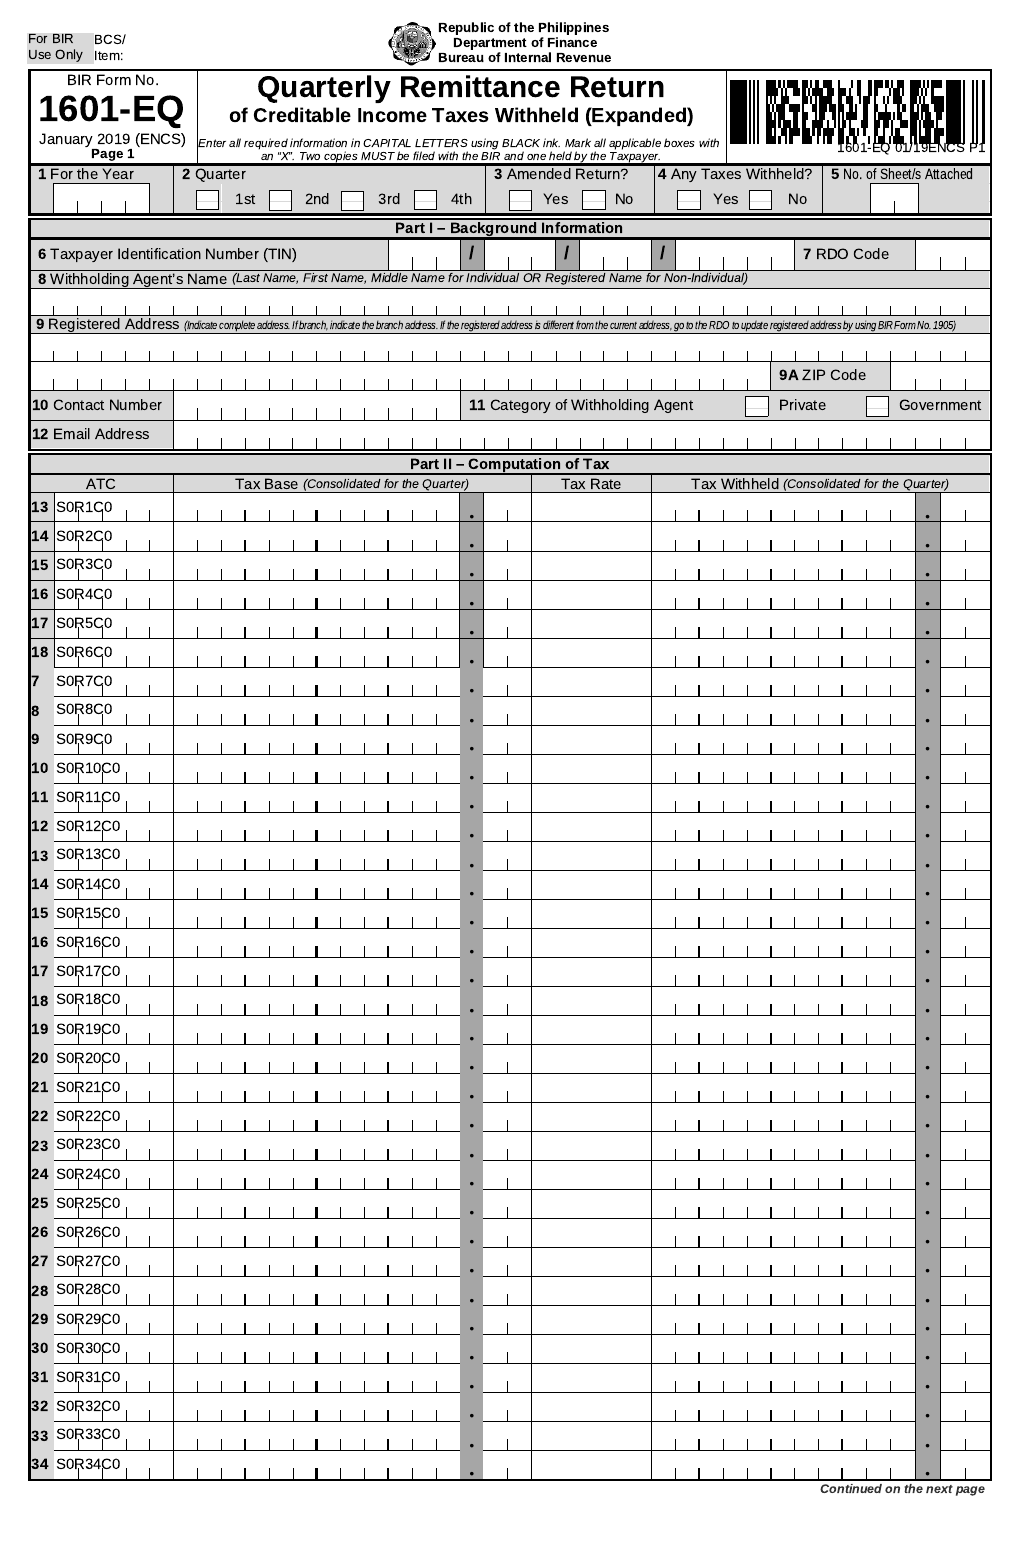 For BIR Use Only
BCS/ Item:
Republic of the Philippines
Department of Finance
Bureau of Internal Revenue
BIR Form No.
1601-EQ
January 2019 (ENCS)
Page 1
Quarterly Remittance Return
of Creditable Income Taxes Withheld (Expanded)
Enter all required information in CAPITAL LETTERS using BLACK ink. Mark all applicable boxes with
an “X”. Two copies MUST be filed with the BIR and one held by the Taxpayer.
1601-EQ 01/19ENCS P1
1 For the Year
2 Quarter
1st 2nd 3rd 4th
3 Amended Return?
Yes No
4 Any Taxes Withheld?
Yes No
5 No. of Sheet/s Attached
Part I – Background Information
6 Taxpayer Identification Number (TIN) / / / 7 RDO Code
8 Withholding Agent’s Name (Last Name, First Name, Middle Name for Individual OR Registered Name for Non-Individual)
9 Registered Address (Indicate complete address. If branch, indicate the branch address. If the registered address is different from the current address, go to the RDO to update registered address by using BIR Form No. 1905)
9A ZIP Code
10 Contact Number 11 Category of Withholding Agent Private Government
12 Email Address
Part II – Computation of Tax
ATC Tax Base (Consolidated for the Quarter) Tax Rate Tax Withheld (Consolidated for the Quarter)
13 S0R1C0 . .
14 S0R2C0 . .
15 S0R3C0 . .
16 S0R4C0 . .
17 S0R5C0 . .
18 S0R6C0 . .
7 S0R7C0 . .
8 S0R8C0 . .
9 S0R9C0 . .
10 S0R10C0 . .
11 S0R11C0 . .
12 S0R12C0 . .
13 S0R13C0 . .
14 S0R14C0 . .
15 S0R15C0 . .
16 S0R16C0 . .
17 S0R17C0 . .
18 S0R18C0 . .
19 S0R19C0 . .
20 S0R20C0 . .
21 S0R21C0 . .
22 S0R22C0 . .
23 S0R23C0 . .
24 S0R24C0 . .
25 S0R25C0 . .
26 S0R26C0 . .
27 S0R27C0 . .
28 S0R28C0 . .
29 S0R29C0 . .
30 S0R30C0 . .
31 S0R31C0 . .
32 S0R32C0 . .
33 S0R33C0 . .
34 S0R34C0 . .
Continued on the next page